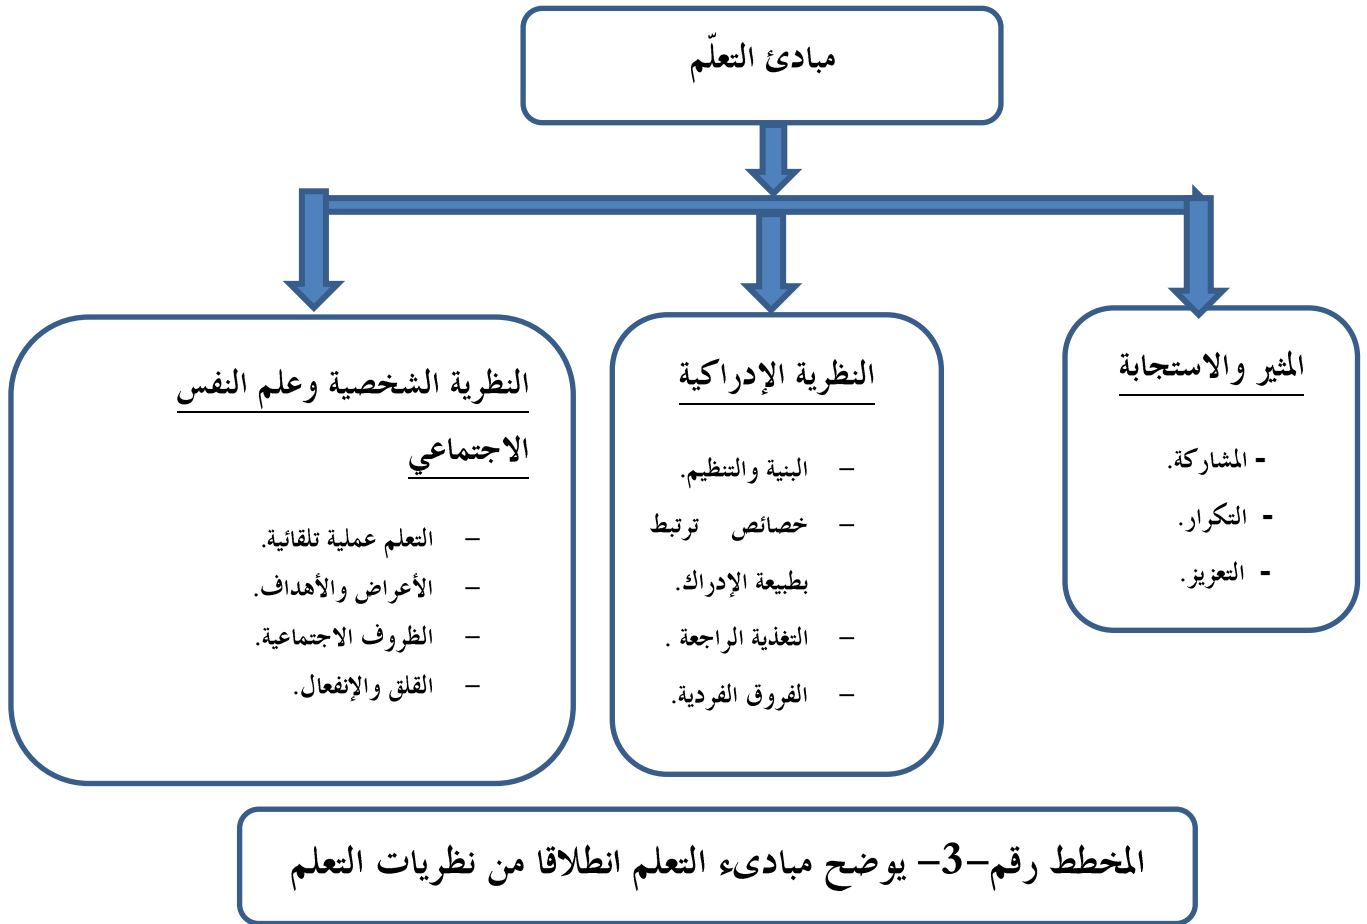 مبادئ التعلّم
المثير والاستجابة
- المشاركة.
- التكرار.
- التعزيز.
النظرية الإدراكية
– البنية والتنظيم.
– خصائص ترتبط
بطبيعة الإدراك.
– التغذية الراجعة .
– الفروق الفردية.
النظرية الشخصية وعلم النفس
الاجتماعي
– التعلم عملية تلقائية.
– الأعراض والأهداف.
– الظروف الاجتماعية.
– القلق والإنفعال.
المخطط رقم-3- يوضح مبادىء التعلم انطلاقا من نظريات التعلم